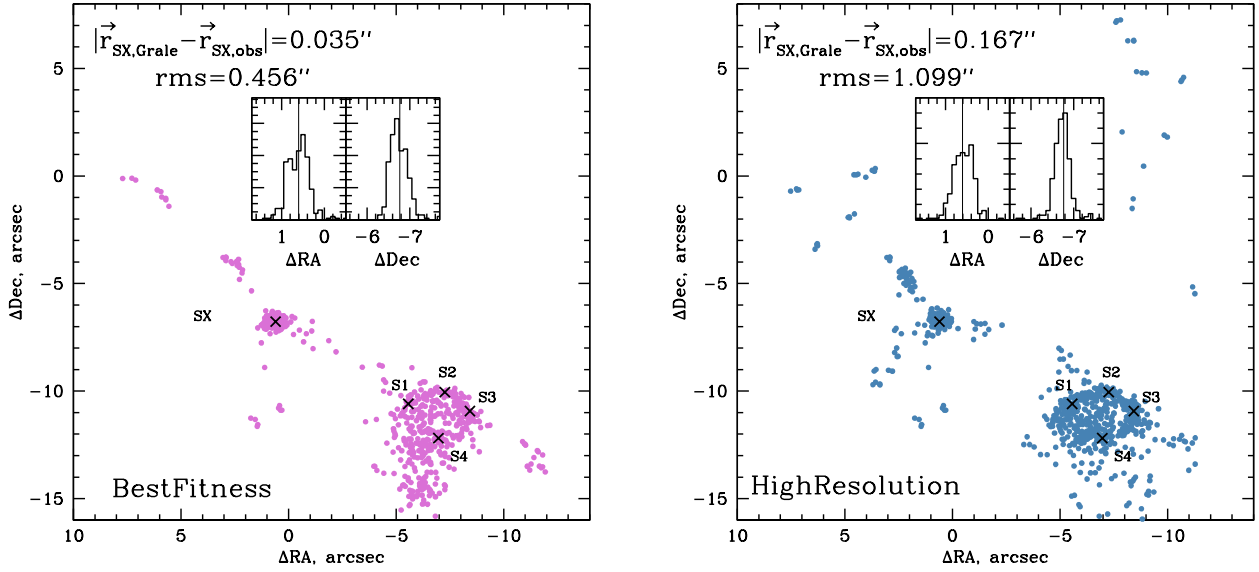 |r⃗SX,Grale−r⃗SX,obs|=0.035″
rms=0.456″
5
0
−5
−10
−15
ΔDec, arcsec
1 0 −6 −7
ΔRA ΔDec
SX
S1
S2
S3
S4
BestFitness
10 5 0 −5 −10
ΔRA, arcsec
|r⃗SX,Grale−r⃗SX,obs|=0.167″
rms=1.099″
5
0
−5
−10
−15
ΔDec, arcsec
1 0 −6 −7
ΔRA ΔDec
SX
S1
S2
S3
S4
HighResolution
10 5 0 −5 −10
ΔRA, arcsec